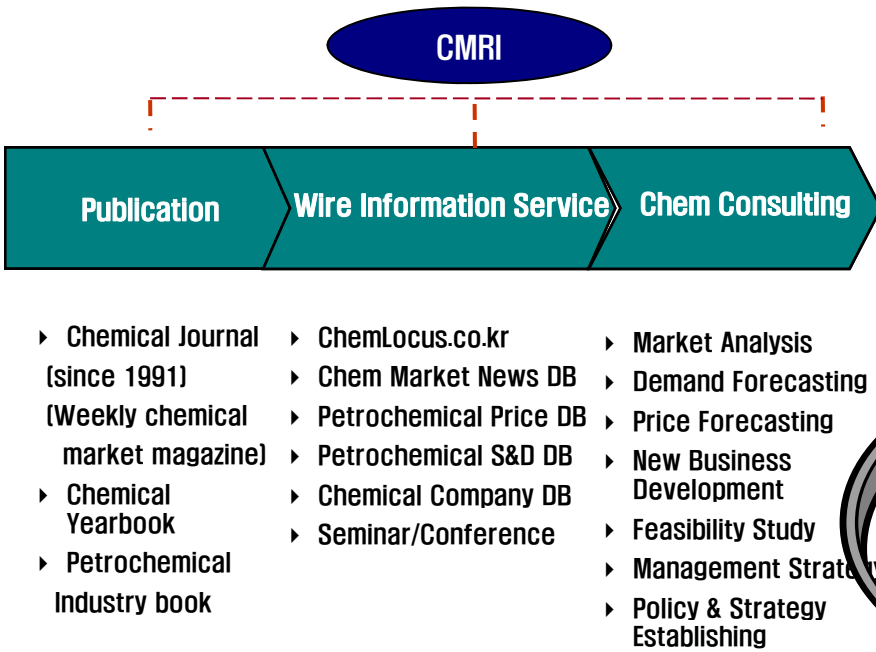 CMRI
Publication
Wire Information Service
Chem Consulting
‣ Chemical Journal
(since 1991)
(Weekly chemical
market magazine)
‣ Chemical
Yearbook
‣ Petrochemical
Industry book
‣ ChemLocus.co.kr
‣ Chem Market News DB
‣ Petrochemical Price DB
‣ Petrochemical S&D DB
‣ Chemical Company DB
‣ Seminar/Conference
‣ Market Analysis
‣ Demand Forecasting
‣ Price Forecasting
‣ New Business
Development
‣ Feasibility Study
‣ Management Strategy
‣ Policy & Strategy
Establishing